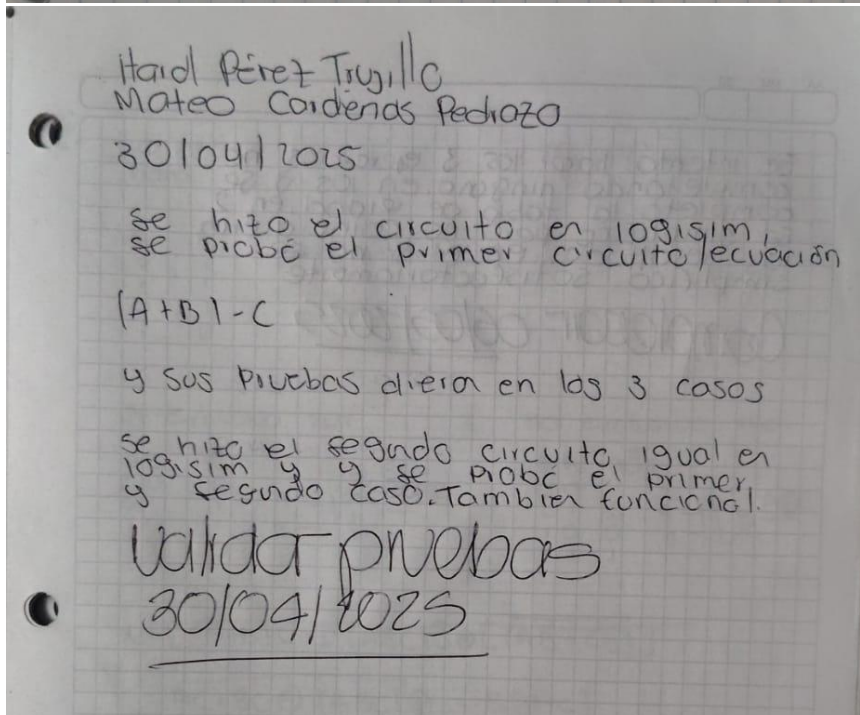 Haid Pérez Trujillo
Mateo Cardenas Pedrozo
30/04/2025
se hizo el circuito en logisim,
se probó el primer circuito/ecuación
(A+B)-C
y sus pruebas dieron en los 3 casos
se hizo el segundo circuito igual en
logisim y y se probó el primer
y segundo caso. Tambien funcional.
Validar pruebas
30/04/2025